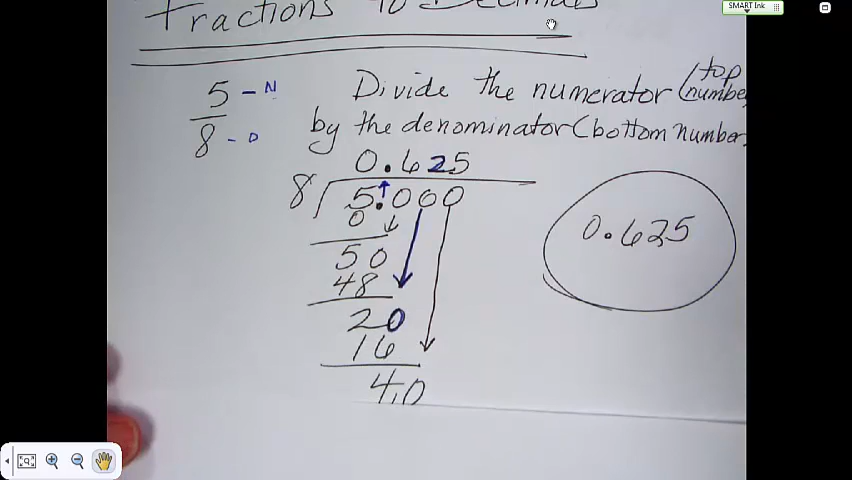 SMART Ink
Fractions to Decimals
5 - N
8 - D
Divide the numerator (top number
by the denominator (bottom number.
0.625
8 5.000
0
50
48
20
16
40
0.625